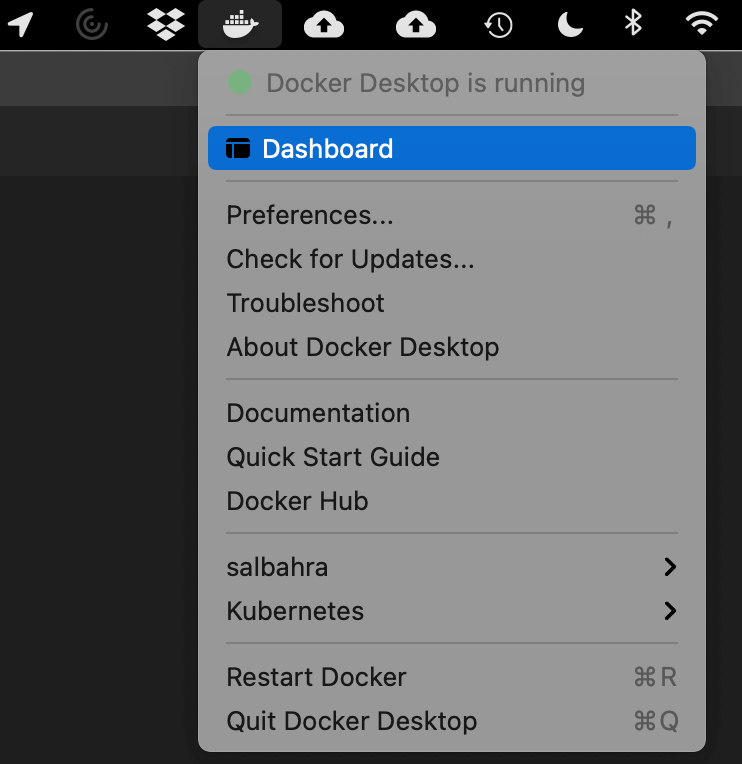 Docker Desktop is running
Dashboard
Preferences... ⌘ ,
Check for Updates...
Troubleshoot
About Docker Desktop
Documentation
Quick Start Guide
Docker Hub
salbahra
Kubernetes
Restart Docker ⌘R
Quit Docker Desktop ⌘Q